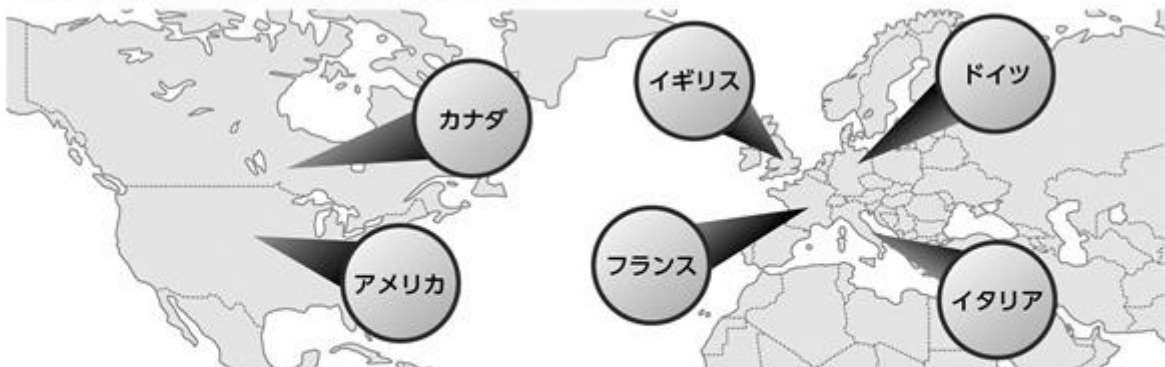 カナダ
アメリカ
イギリス
ドイツ
フランス
イタリア